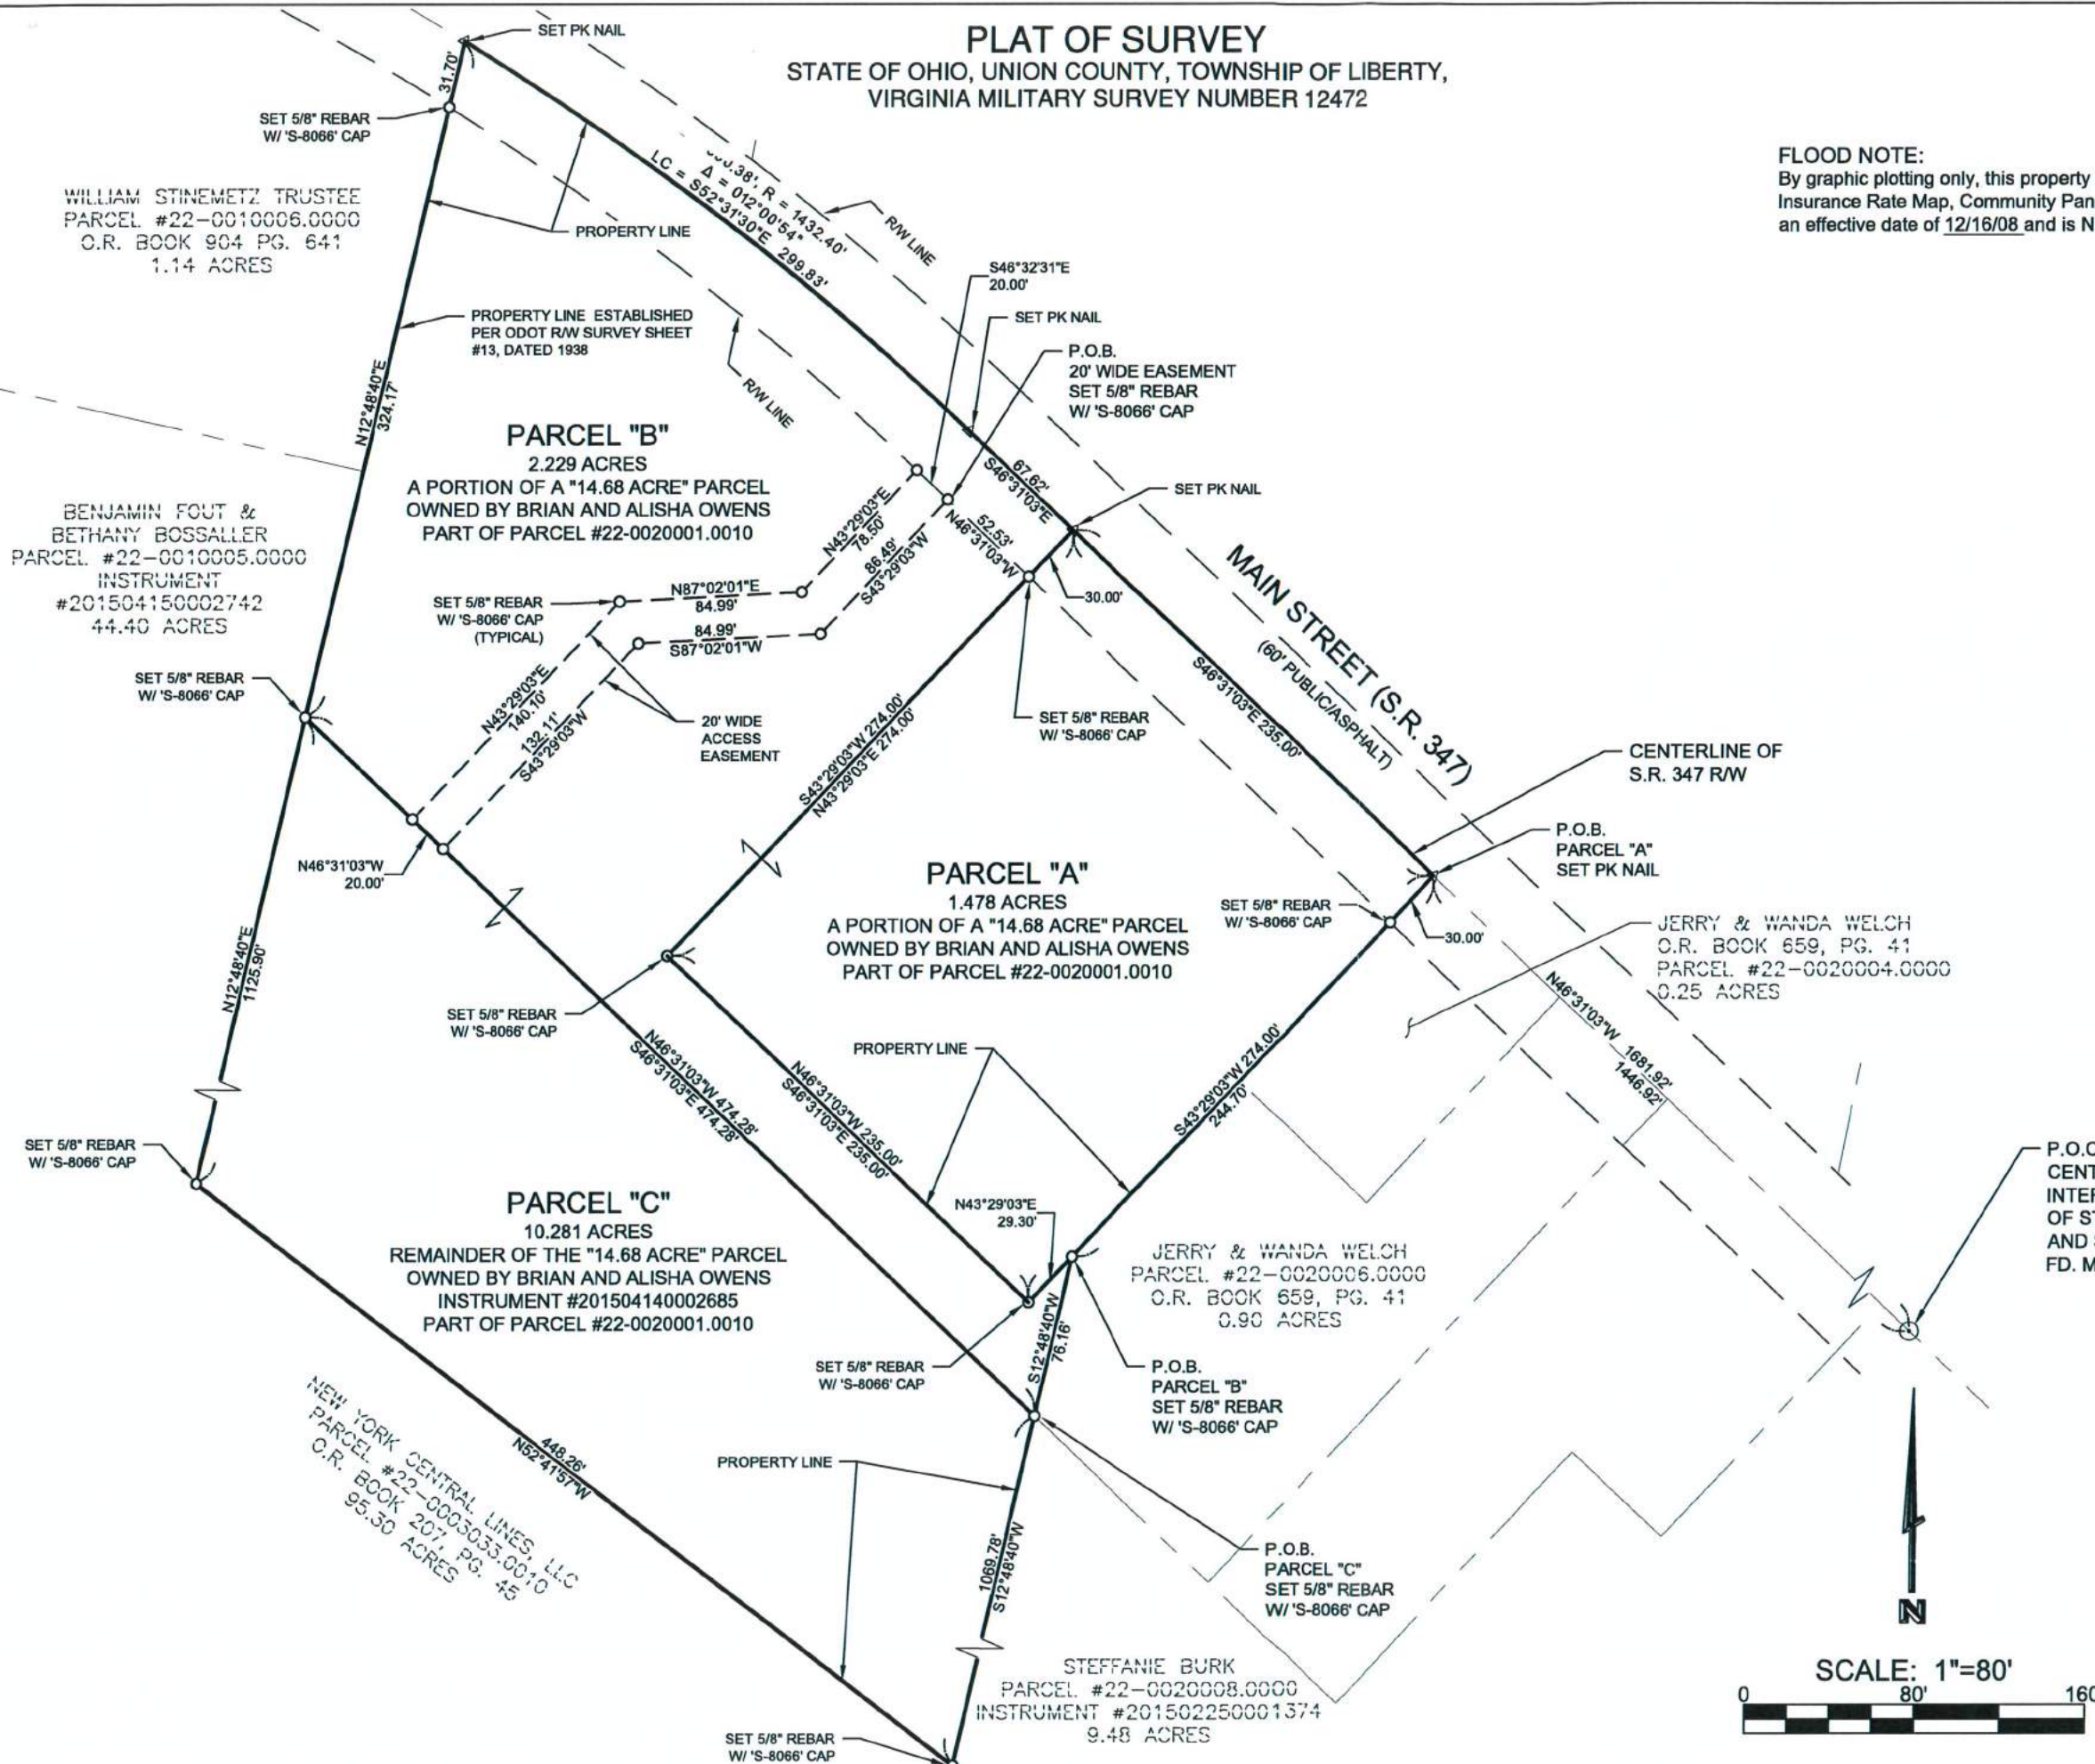 PLAT OF SURVEY
STATE OF OHIO, UNION COUNTY, TOWNSHIP OF LIBERTY,
VIRGINIA MILITARY SURVEY NUMBER 12472
FLOOD NOTE:
By graphic plotting only, this property
Insurance Rate Map, Community Pan
an effective date of 12/16/08 and is N
SET PK NAIL
31.70'
SET 5/8" REBAR
W/ 'S-8066' CAP
WILLIAM STINEMETZ TRUSTEE
PARCEL #22-0010006.0000
O.R. BOOK 904 PG. 641
1.14 ACRES
PROPERTY LINE
R = 1432.40'
Δ = 012°00'54"
LC = S52°31'30"E 299.83'
R/W LINE
S46°32'31"E
20.00'
SET PK NAIL
P.O.B.
20' WIDE EASEMENT
SET 5/8" REBAR
W/ 'S-8066' CAP
PROPERTY LINE ESTABLISHED
PER ODOT R/W SURVEY SHEET
#13, DATED 1938
R/W LINE
N12°48'40"E
324.17'
PARCEL "B"
2.229 ACRES
A PORTION OF A "14.68 ACRE" PARCEL
OWNED BY BRIAN AND ALISHA OWENS
PART OF PARCEL #22-0020001.0010
67.62'
S46°31'03"E
SET PK NAIL
BENJAMIN FOUT &
BETHANY BOSSALLER
PARCEL #22-0010005.0000
INSTRUMENT
#201504150002742
44.40 ACRES
N43°29'03"E
78.50'
86.49'
S43°29'03"W
52.53'
N46°31'03"W
30.00'
MAIN STREET (S.R. 347)
(60' PUBLIC/ASPHALT)
SET 5/8" REBAR
W/ 'S-8066' CAP
(TYPICAL)
N87°02'01"E
84.99'
84.99'
S87°02'01"W
SET 5/8" REBAR
W/ 'S-8066' CAP
N43°29'03"E
140.10'
132.11'
S43°29'03"W
20' WIDE
ACCESS
EASEMENT
SET 5/8" REBAR
W/ 'S-8066' CAP
S46°31'03"E 235.00'
S43°29'03"W 274.00'
N43°29'03"E 274.00'
CENTERLINE OF
S.R. 347 R/W
P.O.B.
PARCEL "A"
SET PK NAIL
N46°31'03"W
20.00'
PARCEL "A"
1.478 ACRES
A PORTION OF A "14.68 ACRE" PARCEL
OWNED BY BRIAN AND ALISHA OWENS
PART OF PARCEL #22-0020001.0010
SET 5/8" REBAR
W/ 'S-8066' CAP
30.00'
JERRY & WANDA WELCH
O.R. BOOK 659, PG. 41
PARCEL #22-0020004.0000
0.25 ACRES
N12°48'40"E
1125.90'
SET 5/8" REBAR
W/ 'S-8066' CAP
N46°31'03"W 1681.92'
1446.92'
PROPERTY LINE
N46°31'03"W 474.28'
S46°31'03"E 474.28'
N46°31'03"W 235.00'
S46°31'03"E 235.00'
S43°29'03"W 274.00'
244.70'
SET 5/8" REBAR
W/ 'S-8066' CAP
P.O.C
CENT
INTER
OF ST
AND
FD. M
PARCEL "C"
10.281 ACRES
REMAINDER OF THE "14.68 ACRE" PARCEL
OWNED BY BRIAN AND ALISHA OWENS
INSTRUMENT #201504140002685
PART OF PARCEL #22-0020001.0010
N43°29'03"E
29.30'
JERRY & WANDA WELCH
PARCEL #22-0020006.0000
O.R. BOOK 659, PG. 41
0.90 ACRES
S12°48'40"W
76.16'
SET 5/8" REBAR
W/ 'S-8066' CAP
P.O.B.
PARCEL "B"
SET 5/8" REBAR
W/ 'S-8066' CAP
448.26'
N52°41'57"W
NEW YORK CENTRAL LINES, LLC
PARCEL #22-0003033.0010
O.R. BOOK 207, PG. 45
95.30 ACRES
PROPERTY LINE
1069.78'
S12°48'40"W
P.O.B.
PARCEL "C"
SET 5/8" REBAR
W/ 'S-8066' CAP
N
STEFFANIE BURK
PARCEL #22-0020008.0000
INSTRUMENT #201502250001374
9.48 ACRES
SET 5/8" REBAR
W/ 'S-8066' CAP
SCALE: 1"=80'
0 80' 160